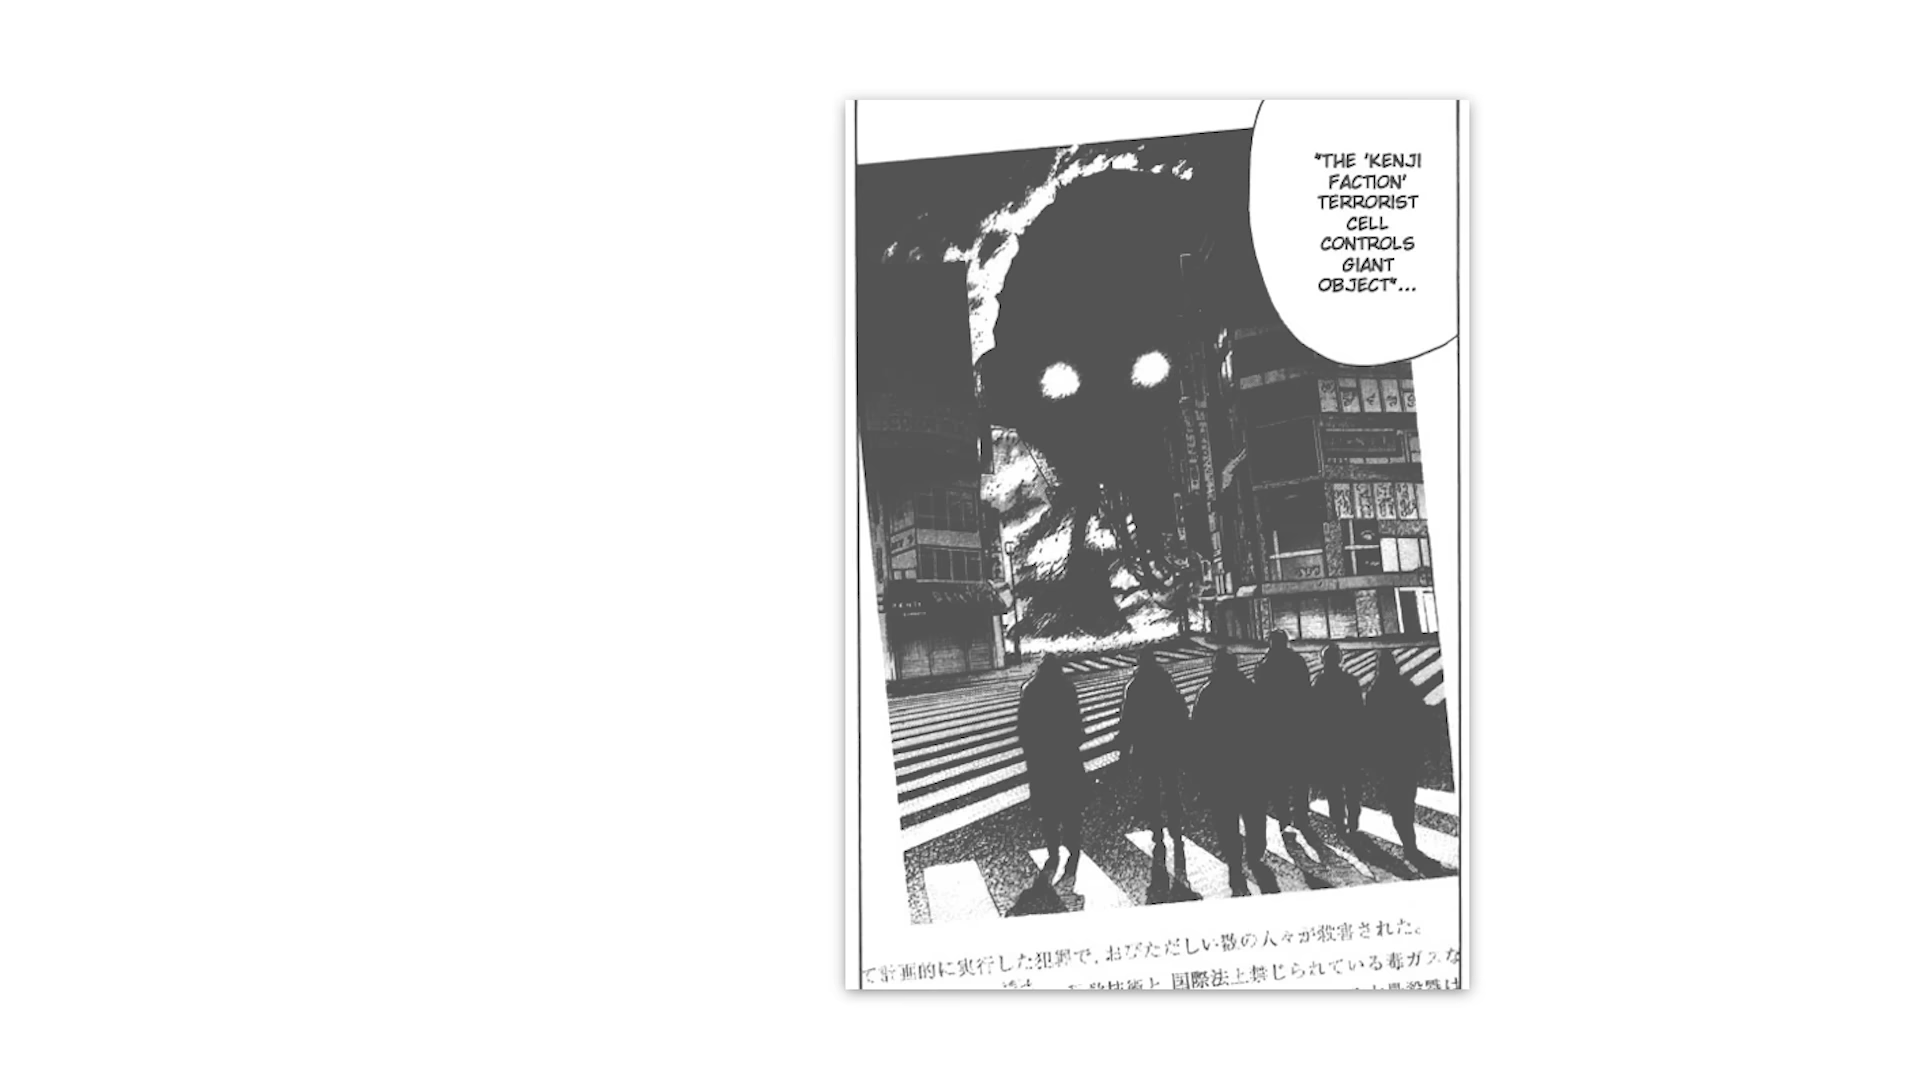 "THE 'KENJI
FACTION'
TERRORIST
CELL
CONTROLS
GIANT
OBJECT"...
て計画的に実行した犯罪で、おびただしい数の人々が殺害された。
国際法上禁じられている毒ガスな